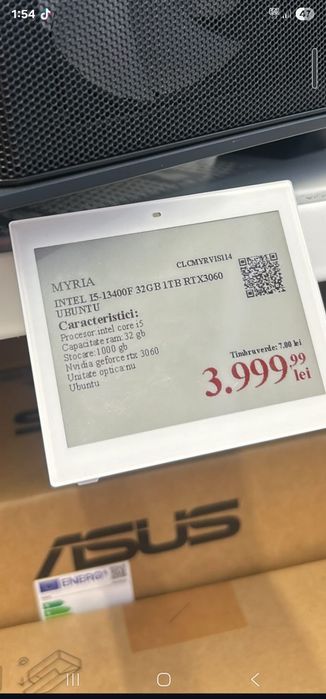 1:54
47
MYRIA
CLCMYRVIS114
INTEL I5-13400F 32GB 1TB RTX3060
UBUNTU
Caracteristici:
Procesor:intel core i5
Capacitate ram:32 gb
Stocare:1000 gb
Nvidia geforce rtx 3060
Unitate optica:nu
Ubuntu
Timbru verde: 7.00 lei
3.999,99
lei
ASUS
ENERG